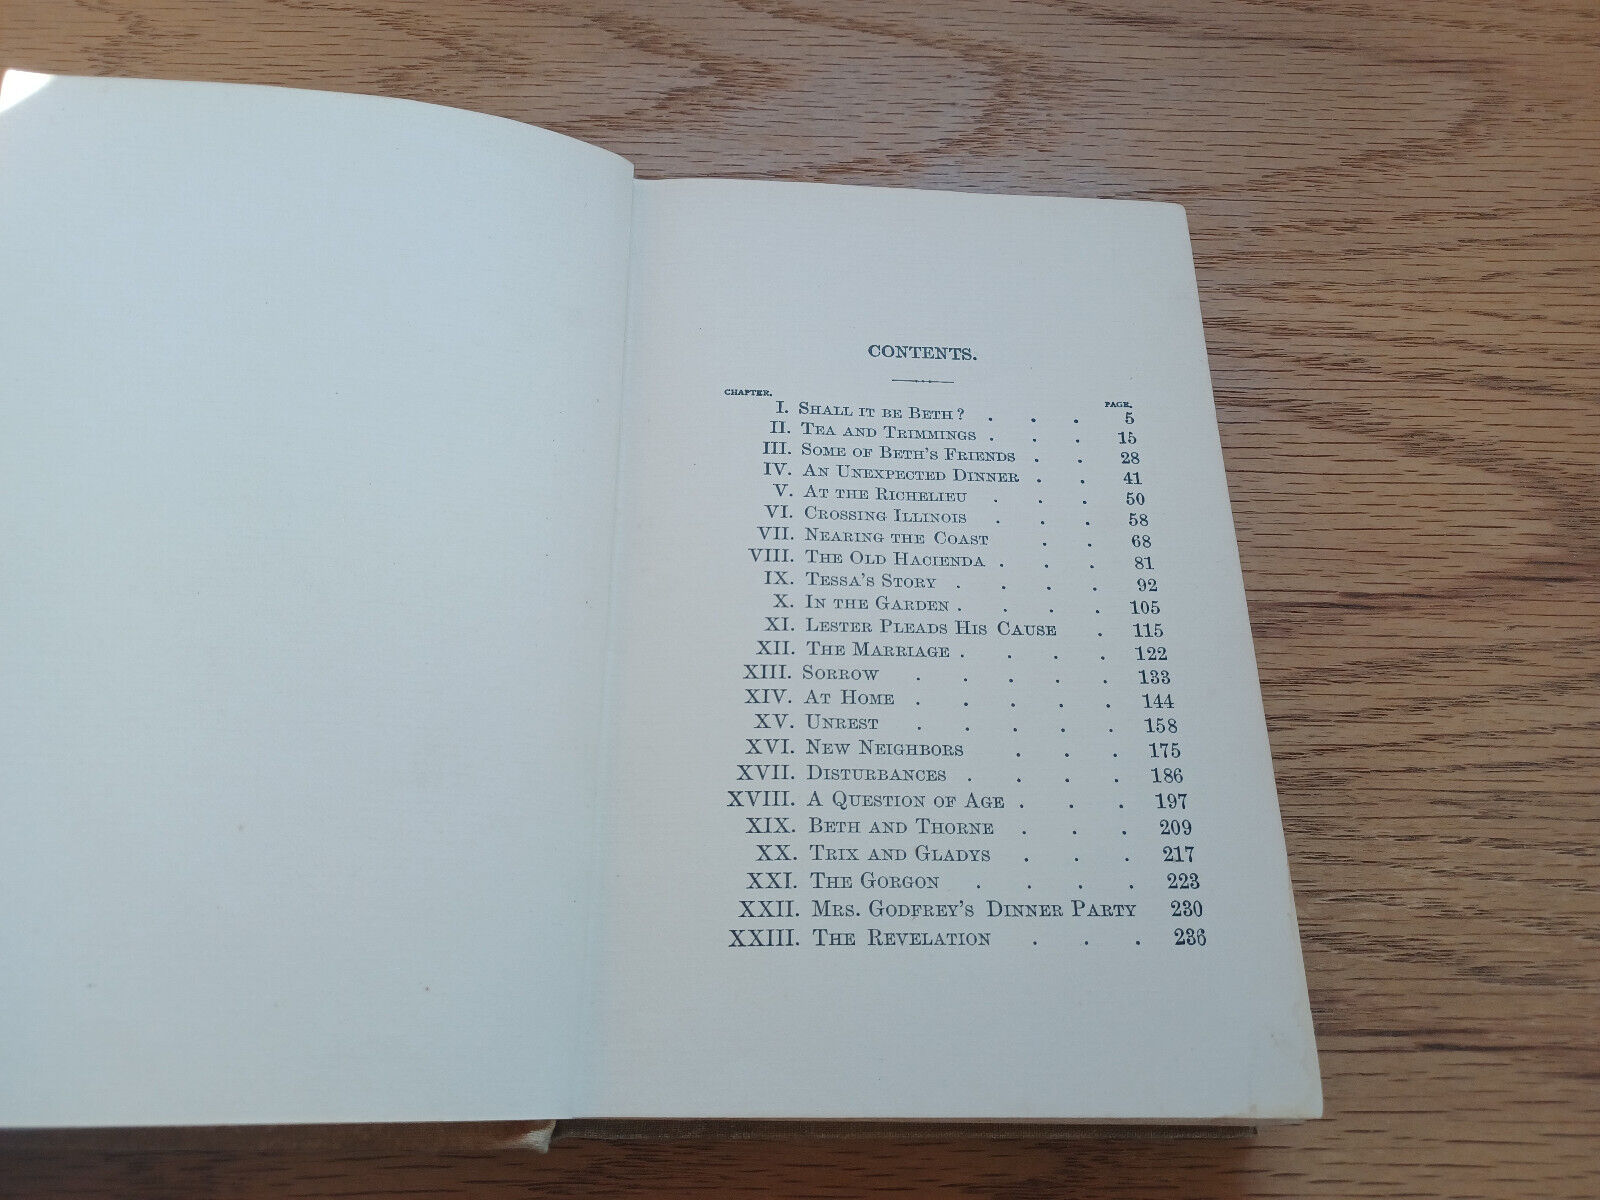 CONTENTS.
CHAPTER. PAGE.
I. SHALL IT BE BETH? . . . 5
II. TEA AND TRIMMINGS . . . 15
III. SOME OF BETH'S FRIENDS . . 28
IV. AN UNEXPECTED DINNER . . 41
V. AT THE RICHELIEU . . . 50
VI. CROSSING ILLINOIS . . . 58
VII. NEARING THE COAST . . 68
VIII. THE OLD HACIENDA . . . 81
IX. TESSA'S STORY . . . . 92
X. IN THE GARDEN . . . . 105
XI. LESTER PLEADS HIS CAUSE . 115
XII. THE MARRIAGE . . . . 122
XIII. SORROW . . . . . 133
XIV. AT HOME . . . . . 144
XV. UNREST . . . . . 158
XVI. NEW NEIGHBORS . . . 175
XVII. DISTURBANCES . . . . 186
XVIII. A QUESTION OF AGE . . . 197
XIX. BETH AND THORNE . . . 209
XX. TRIX AND GLADYS . . . 217
XXI. THE GORGON . . . . 223
XXII. MRS. GODFREY'S DINNER PARTY 230
XXIII. THE REVELATION . . . 236